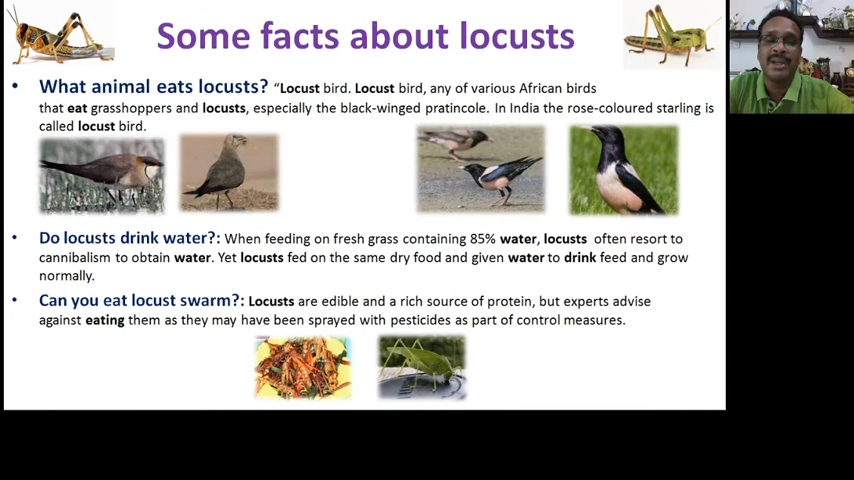 Some facts about locusts
• What animal eats locusts? "Locust bird. Locust bird, any of various African birds
that eat grasshoppers and locusts, especially the black-winged pratincole. In India the rose-coloured starling is
called locust bird.
• Do locusts drink water?: When feeding on fresh grass containing 85% water, locusts often resort to
cannibalism to obtain water. Yet locusts fed on the same dry food and given water to drink feed and grow
normally.
• Can you eat locust swarm?: Locusts are edible and a rich source of protein, but experts advise
against eating them as they may have been sprayed with pesticides as part of control measures.